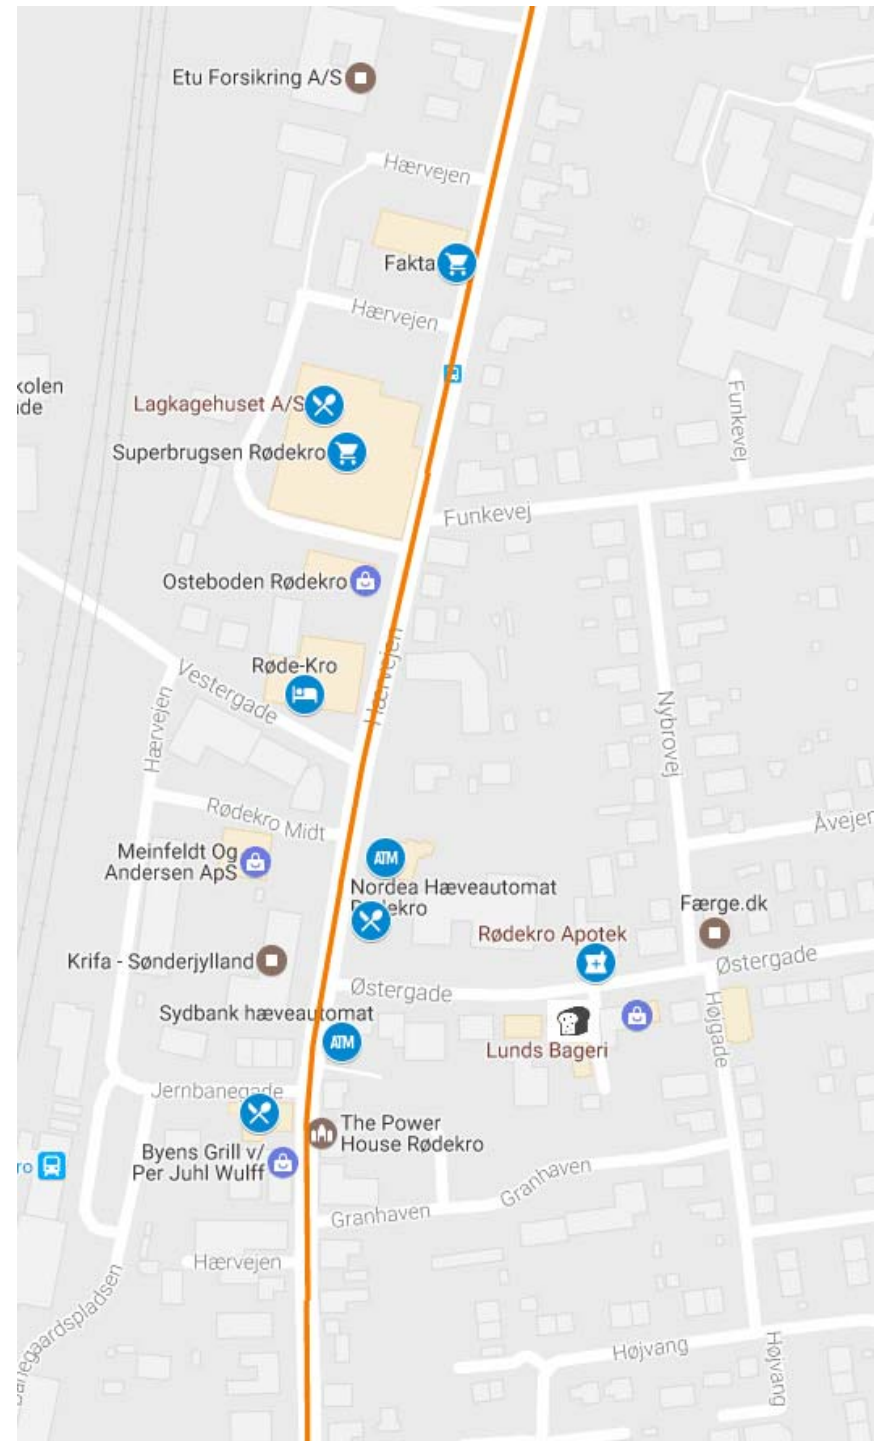 Etu Forsikring A/S
Hærvejen
Fakta
Hærvejen
kolen
Funkevej
Lagkagehuset A/S
Superbrugsen Rødekro
Funkevej
Osteboden Rødekro
Hærvejen
Røde-Kro
Vestergade
Hærvejen
Nybrovej
Rødekro Midt
Åvejen
Meinfeldt Og
Andersen ApS
ATM
Nordea Hæveautomat
Rødekro
Færge.dk
Rødekro Apotek
Krifa - Sønderjylland
Østergade
Østergade
Sydbank hæveautomat
ATM
Højgade
Lunds Bageri
Jernbanegade
The Power
House Rødekro
Byens Grill v/
Per Juhl Wulff
ro
Granhaven
Granhaven
Hærvejen
Højvang
Højvang